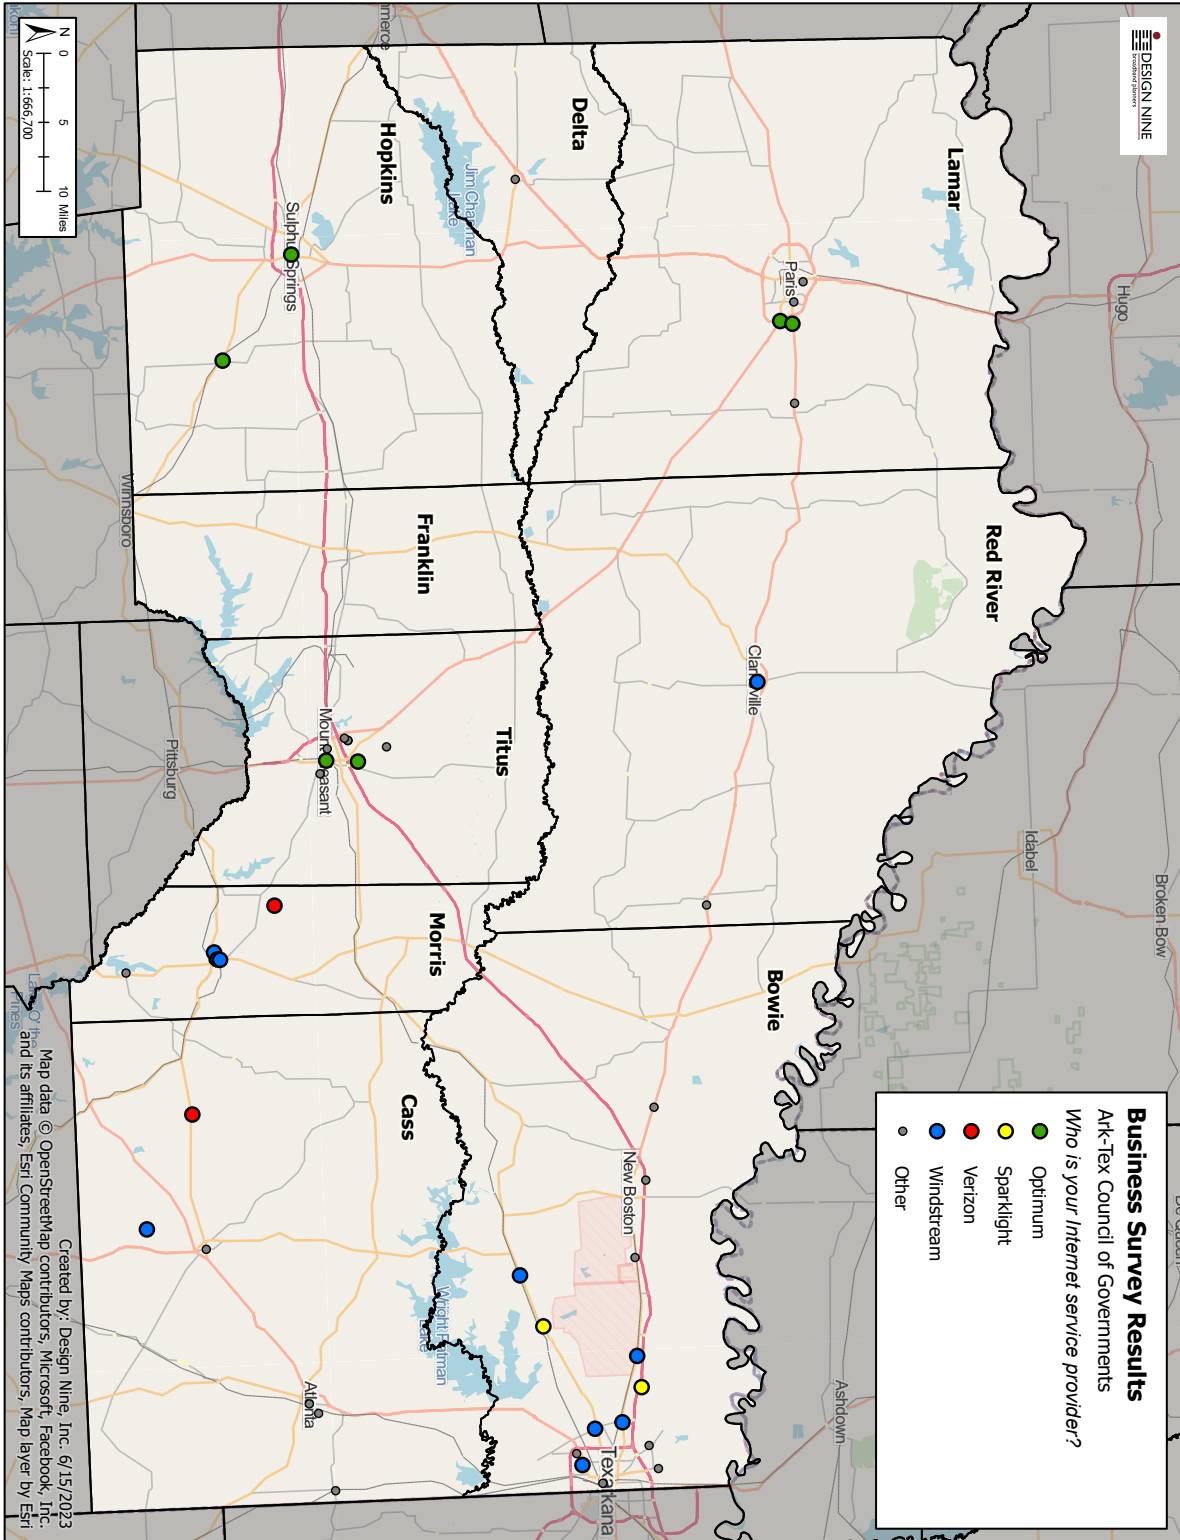 DESIGN NINE
broadband planners
Business Survey Results
Ark-Tex Council of Governments
Who is your Internet service provider?
Optimum
Sparklight
Verizon
Windstream
Other
Hugo
Idabel
Broken Bow
Ashdown
Lamar
Red River
Bowie
Delta
Hopkins
Franklin
Titus
Morris
Cass
Paris
Clarksville
New Boston
Texarkana
Jim Chapman
Lake
Wright Patman
Lake
Sulphur Springs
Mount Pleasant
Winnsboro
Pittsburg
Atlanta
N
0 5 10 Miles
Scale: 1:666,700
Created by: Design Nine, Inc. 6/15/2023
Map data © OpenStreetMap contributors, Microsoft, Facebook, Inc.
and its affiliates, Esri Community Maps contributors, Map layer by Esri